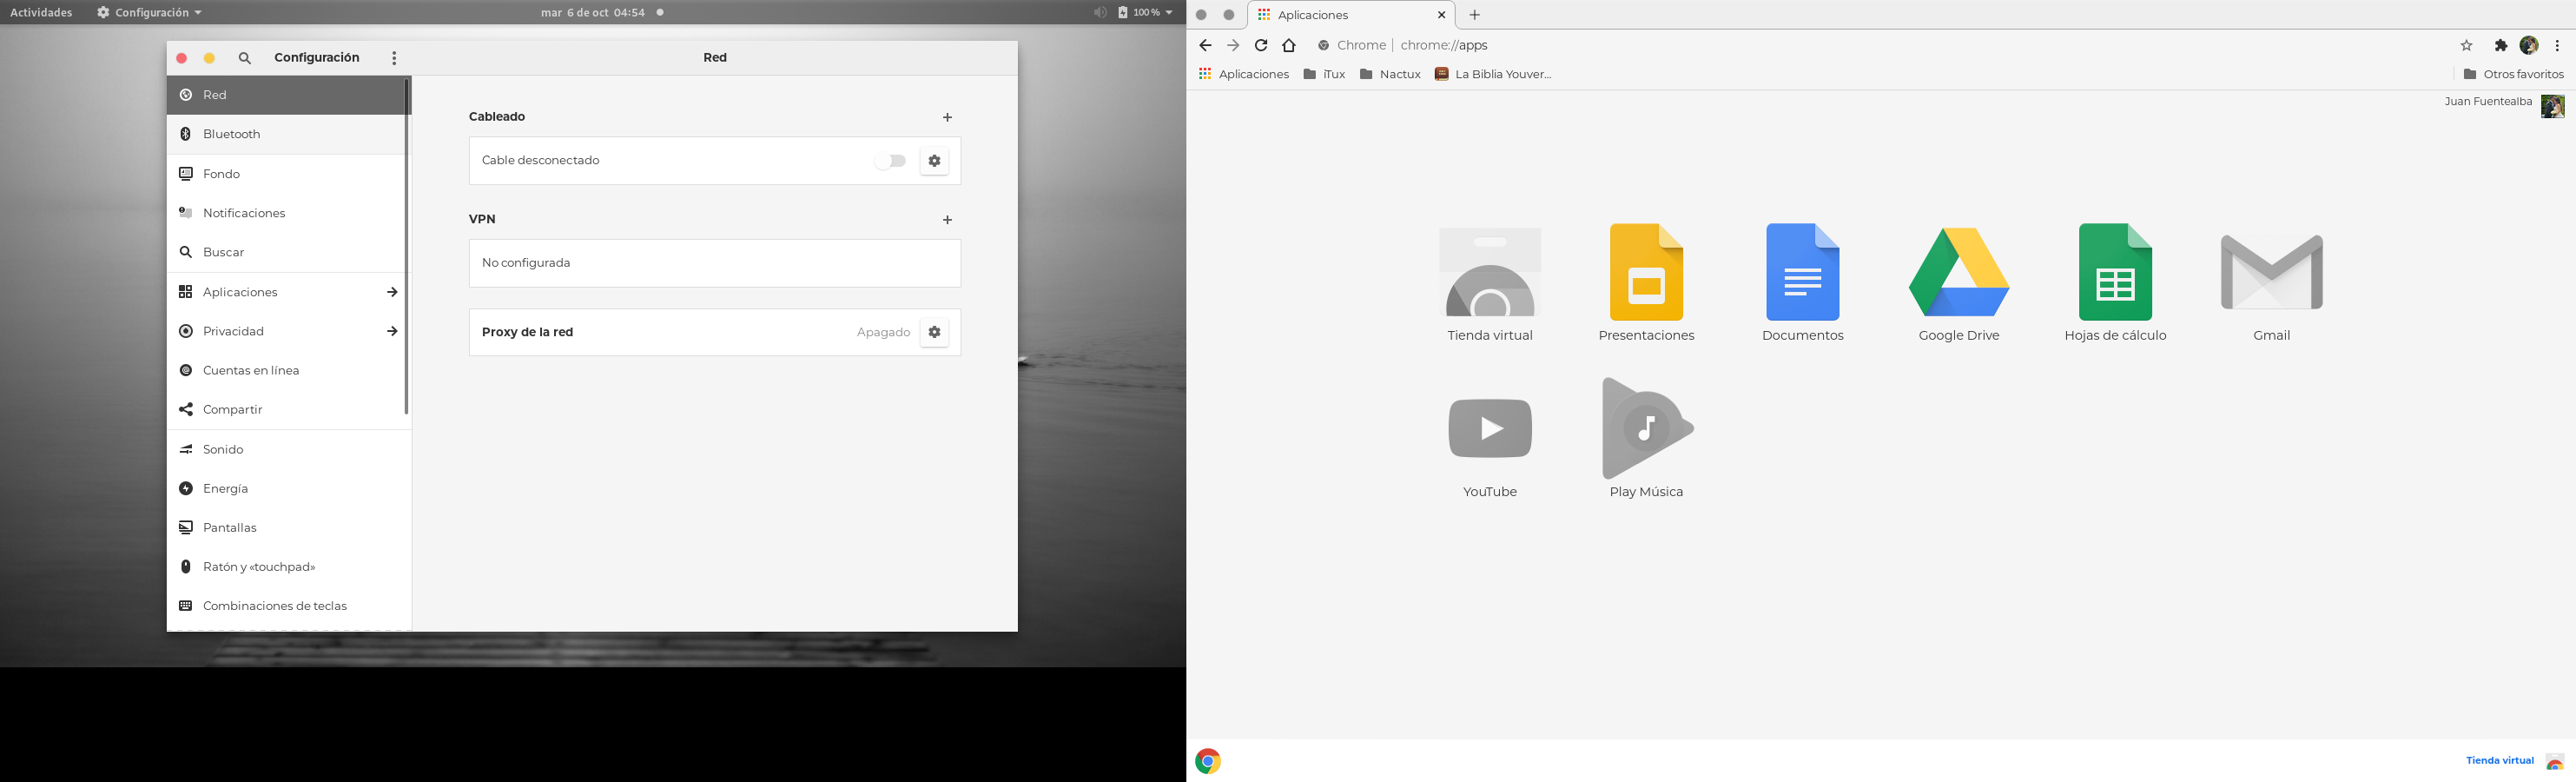 Actividades
Configuración
mar 6 de oct 04:54
100 %
Configuración
Red
Red
Bluetooth
Fondo
Notificaciones
Buscar
Aplicaciones
Privacidad
Cuentas en línea
Compartir
Sonido
Energía
Pantallas
Ratón y «touchpad»
Combinaciones de teclas
Cableado
Cable desconectado
VPN
No configurada
Proxy de la red
Apagado
Aplicaciones
Chrome
chrome://apps
Aplicaciones
iTux
Nactux
La Biblia Youver...
Otros favoritos
Juan Fuentealba
Tienda virtual
Presentaciones
Documentos
Google Drive
Hojas de cálculo
Gmail
YouTube
Play Música
Tienda virtual